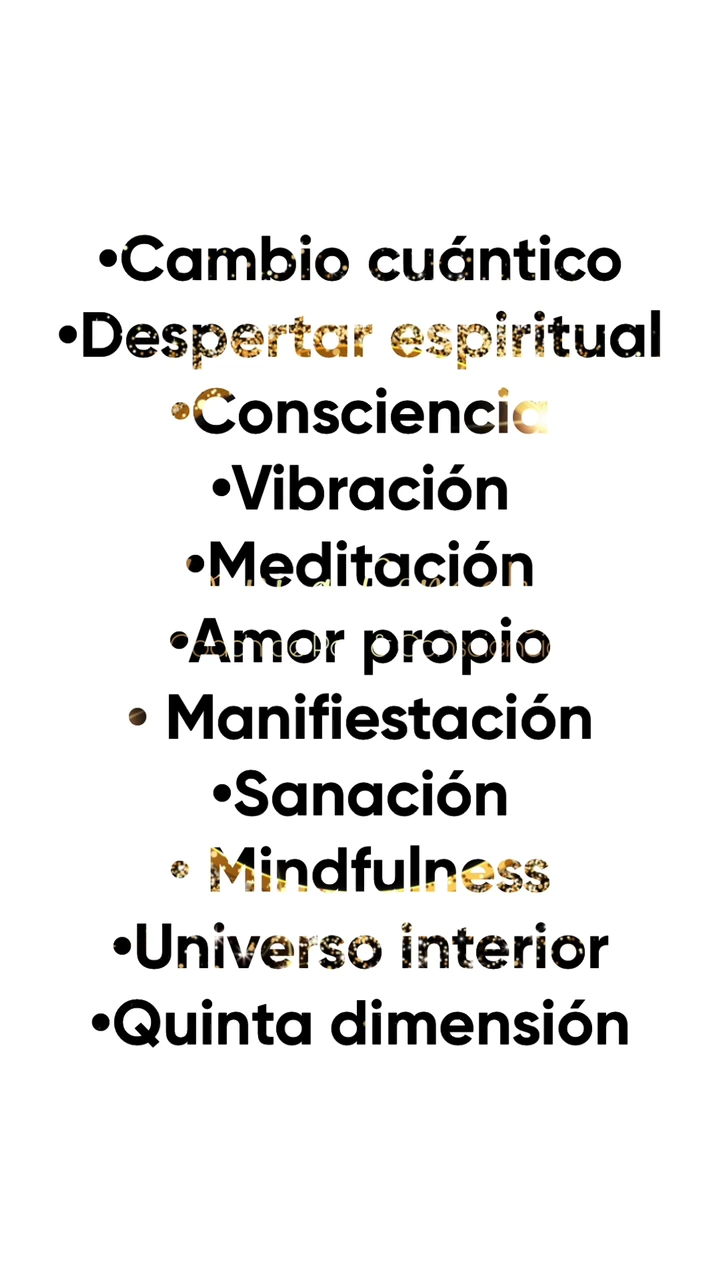 •Cambio cuántico
•Despertar espiritual
•Consciencia
•Vibración
•Meditación
•Amor propio
• Manifiestación
•Sanación
• Mindfulness
•Universo interior
•Quinta dimensión